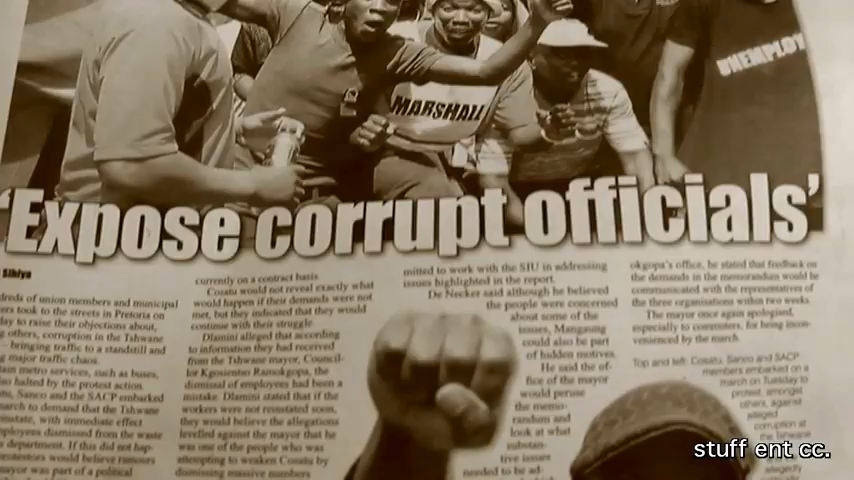 MARSHALL
UNEMPLOY
'Expose corrupt officials'
Sibiya
dreds of union members and municipal
ers took to the streets in Pretoria on
day to raise their objections about,
g others, corruption in the Tshwane
— bringing traffic to a standstill and
g major traffic chaos.
ain metro services, such as buses,
so halted by the protest action.
tu, Sanco and the SACP embarked
march to demand that the Tshwane
instate, with immediate effect
employees dismissed from the waste
department. If this did not hap-
protestors would believe rumours
mayor was part of a political
currently on a contract basis.
Cosatu would not reveal exactly what
would happen if their demands were not
met, but they indicated that they would
continue with their struggle.
Dlamini alleged that according
to information they had received
from the Tshwane mayor, Council-
lor Kgosientso Ramokgopa, the
dismissal of employees had been a
mistake. Dlamini stated that if the
workers were not reinstated soon,
they would believe the allegations
levelled against the mayor that he
was one of the people who was
attempting to weaken Cosatu by
dismissing massive numbers
mitted to work with the SIU in addressing
issues highlighted in the report.
De Necker said although he believed
the people were concerned
about some of the
issues, Mangaung
could also be part
of hidden motives.
He said the of-
fice of the mayor
would peruse
the memo-
randum and
look at what
substan-
tive issues
needed to be ad-
okgopa's office, he stated that feedback on
the demands in the memorandum would be
communicated with the representatives of
the three organisations within two weeks.
The mayor once again apologised,
especially to commuters, for being incon-
venienced by the march.
Top and left: Cosatu, Sanco and SACP
members embarked on a
march on Tuesday to
protest, amongst
others, against
alleged
corruption at
the Tshwane
allegedly
stuff ent cc.